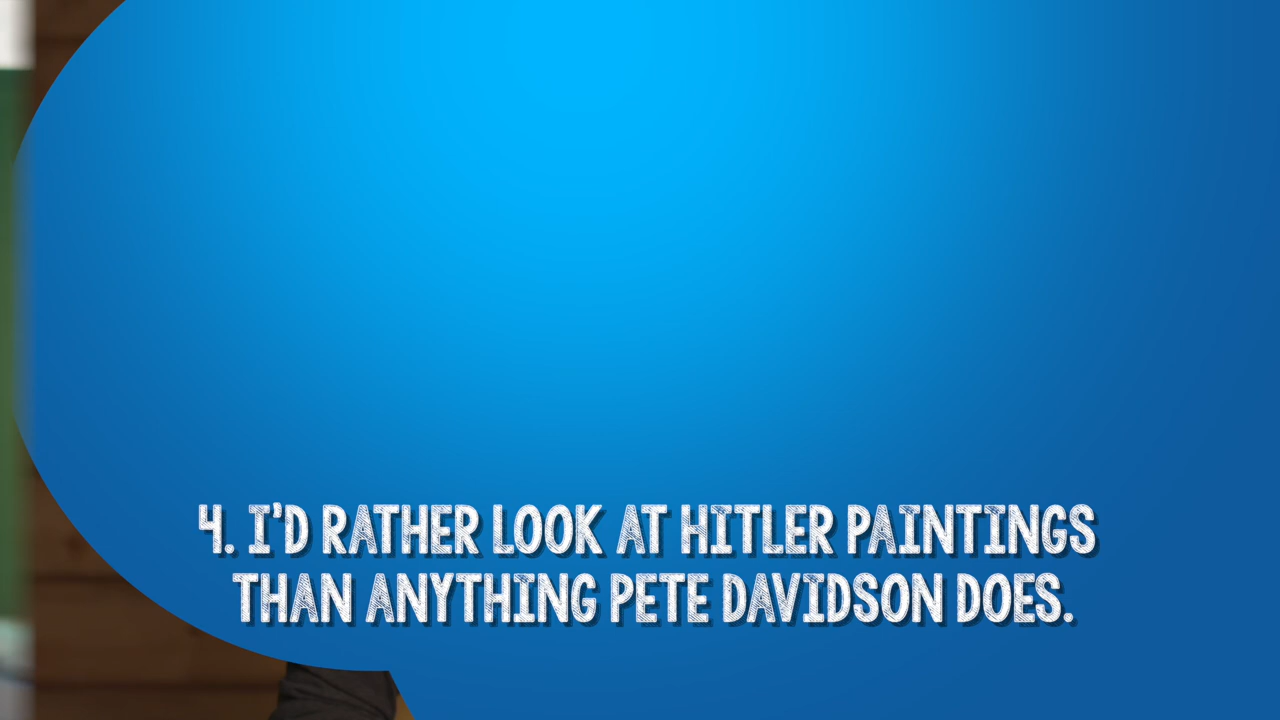 4. I'D RATHER LOOK AT HITLER PAINTINGS
THAN ANYTHING PETE DAVIDSON DOES.